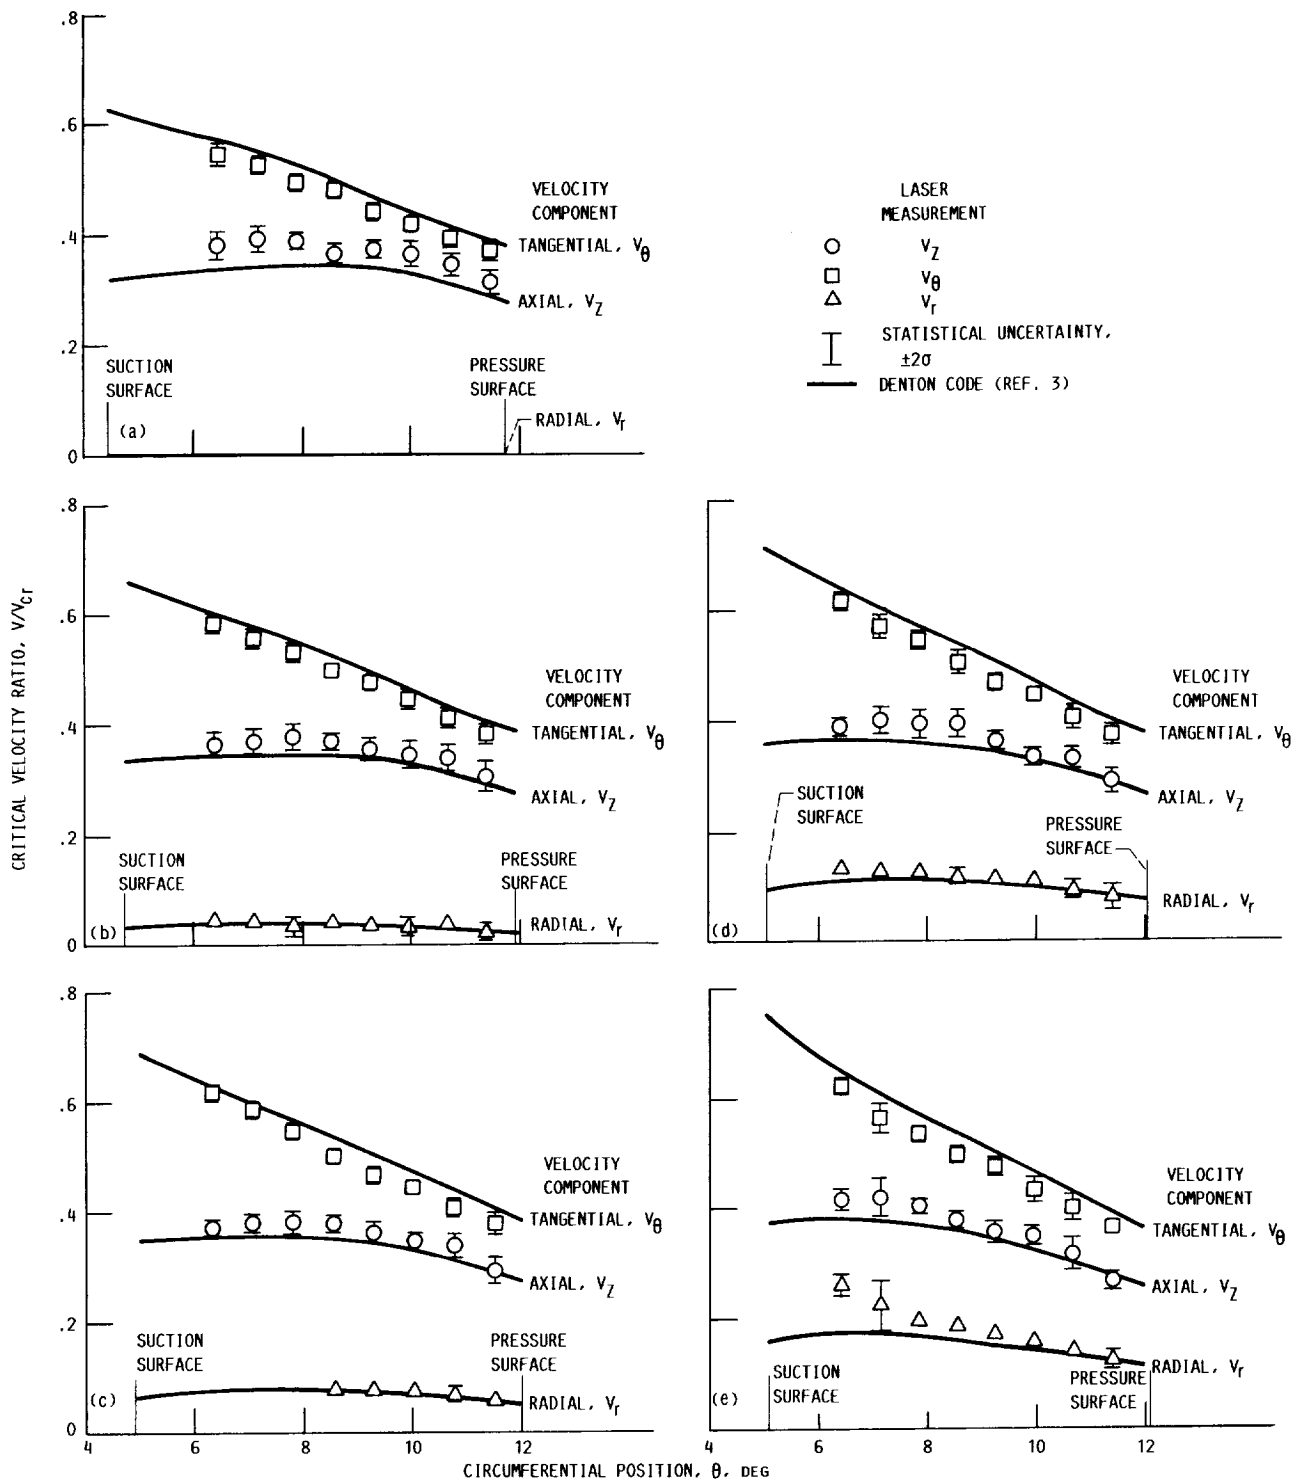 .8
.6
.4
.2
0
VELOCITY
COMPONENT
TANGENTIAL, Vθ
AXIAL, VZ
SUCTION
SURFACE
PRESSURE
SURFACE
RADIAL, Vr
(a)
LASER
MEASUREMENT
VZ
Vθ
Vr
STATISTICAL UNCERTAINTY,
±2σ
DENTON CODE (REF. 3)
CRITICAL VELOCITY RATIO, V/Vcr
.8
.6
.4
.2
0
VELOCITY
COMPONENT
TANGENTIAL, Vθ
AXIAL, VZ
SUCTION
SURFACE
PRESSURE
SURFACE
RADIAL, Vr
(b)
VELOCITY
COMPONENT
TANGENTIAL, Vθ
AXIAL, VZ
SUCTION
SURFACE
PRESSURE
SURFACE
RADIAL, Vr
(d)
.8
.6
.4
.2
0
VELOCITY
COMPONENT
TANGENTIAL, Vθ
AXIAL, VZ
SUCTION
SURFACE
PRESSURE
SURFACE
RADIAL, Vr
(c)
4 6 8 10 12
VELOCITY
COMPONENT
TANGENTIAL, Vθ
AXIAL, VZ
RADIAL, Vr
SUCTION
SURFACE
PRESSURE
SURFACE
(e)
4 6 8 10 12
CIRCUMFERENTIAL POSITION, θ, DEG